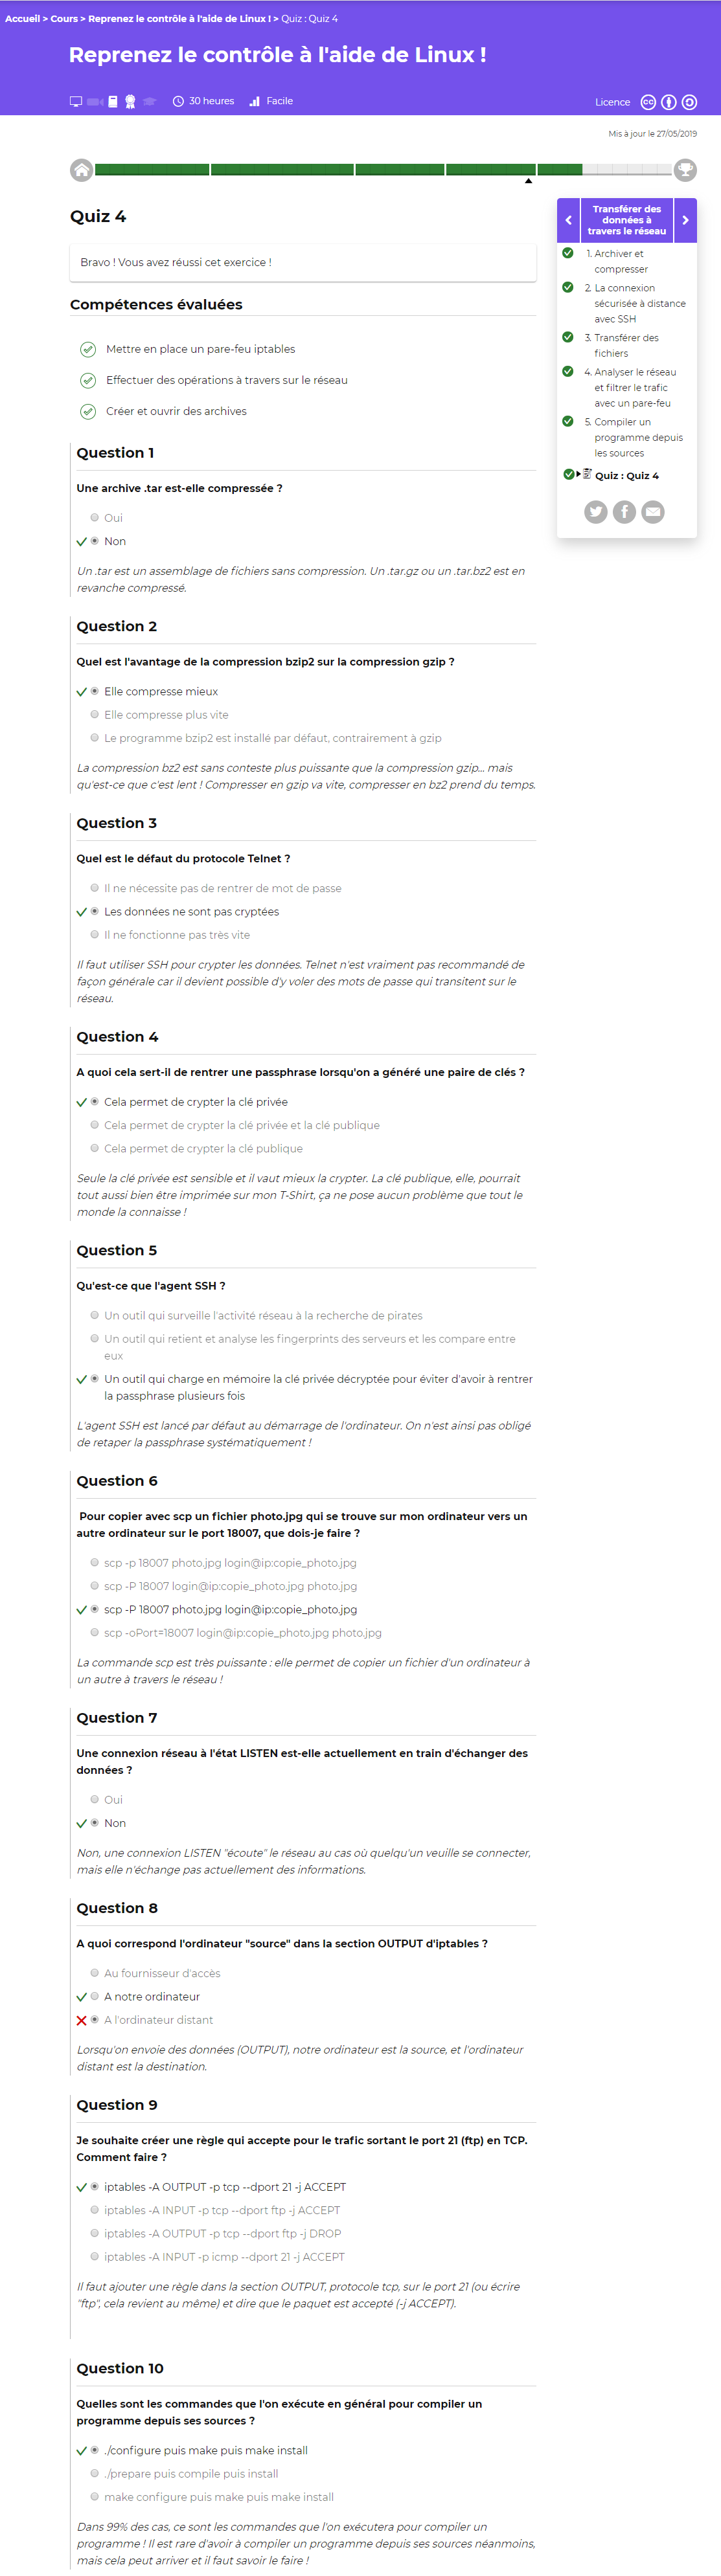 Accueil > Cours > Reprenez le contrôle à l'aide de Linux ! > Quiz : Quiz 4
Reprenez le contrôle à l'aide de Linux !
30 heures
Facile
Licence
Mis à jour le 27/05/2019
Quiz 4
Bravo ! Vous avez réussi cet exercice !
Compétences évaluées
Mettre en place un pare-feu iptables
Effectuer des opérations à travers sur le réseau
Créer et ouvrir des archives
Transférer des
données à
travers le réseau
1. Archiver et
compresser
2. La connexion
sécurisée à distance
avec SSH
3. Transférer des
fichiers
4. Analyser le réseau
et filtrer le trafic
avec un pare-feu
5. Compiler un
programme depuis
les sources
Quiz : Quiz 4
Question 1
Une archive .tar est-elle compressée ?
Oui
Non
Un .tar est un assemblage de fichiers sans compression. Un .tar.gz ou un .tar.bz2 est en
revanche compressé.
Question 2
Quel est l'avantage de la compression bzip2 sur la compression gzip ?
Elle compresse mieux
Elle compresse plus vite
Le programme bzip2 est installé par défaut, contrairement à gzip
La compression bz2 est sans conteste plus puissante que la compression gzip... mais
qu'est-ce que c'est lent ! Compresser en gzip va vite, compresser en bz2 prend du temps.
Question 3
Quel est le défaut du protocole Telnet ?
Il ne nécessite pas de rentrer de mot de passe
Les données ne sont pas cryptées
Il ne fonctionne pas très vite
Il faut utiliser SSH pour crypter les données. Telnet n'est vraiment pas recommandé de
façon générale car il devient possible d'y voler des mots de passe qui transitent sur le
réseau.
Question 4
A quoi cela sert-il de rentrer une passphrase lorsqu'on a généré une paire de clés ?
Cela permet de crypter la clé privée
Cela permet de crypter la clé privée et la clé publique
Cela permet de crypter la clé publique
Seule la clé privée est sensible et il vaut mieux la crypter. La clé publique, elle, pourrait
tout aussi bien être imprimée sur mon T-Shirt, ça ne pose aucun problème que tout le
monde la connaisse !
Question 5
Qu'est-ce que l'agent SSH ?
Un outil qui surveille l'activité réseau à la recherche de pirates
Un outil qui retient et analyse les fingerprints des serveurs et les compare entre
eux
Un outil qui charge en mémoire la clé privée décryptée pour éviter d'avoir à rentrer
la passphrase plusieurs fois
L'agent SSH est lancé par défaut au démarrage de l'ordinateur. On n'est ainsi pas obligé
de retaper la passphrase systématiquement !
Question 6
Pour copier avec scp un fichier photo.jpg qui se trouve sur mon ordinateur vers un
autre ordinateur sur le port 18007, que dois-je faire ?
scp -p 18007 photo.jpg login@ip:copie_photo.jpg
scp -P 18007 login@ip:copie_photo.jpg photo.jpg
scp -P 18007 photo.jpg login@ip:copie_photo.jpg
scp -oPort=18007 login@ip:copie_photo.jpg photo.jpg
La commande scp est très puissante : elle permet de copier un fichier d'un ordinateur à
un autre à travers le réseau !
Question 7
Une connexion réseau à l'état LISTEN est-elle actuellement en train d'échanger des
données ?
Oui
Non
Non, une connexion LISTEN "écoute" le réseau au cas où quelqu'un veuille se connecter,
mais elle n'échange pas actuellement des informations.
Question 8
A quoi correspond l'ordinateur "source" dans la section OUTPUT d'iptables ?
Au fournisseur d'accès
A notre ordinateur
A l'ordinateur distant
Lorsqu'on envoie des données (OUTPUT), notre ordinateur est la source, et l'ordinateur
distant est la destination.
Question 9
Je souhaite créer une règle qui accepte pour le trafic sortant le port 21 (ftp) en TCP.
Comment faire ?
iptables -A OUTPUT -p tcp --dport 21 -j ACCEPT
iptables -A INPUT -p tcp --dport ftp -j ACCEPT
iptables -A OUTPUT -p tcp --dport ftp -j DROP
iptables -A INPUT -p icmp --dport 21 -j ACCEPT
Il faut ajouter une règle dans la section OUTPUT, protocole tcp, sur le port 21 (ou écrire
"ftp", cela revient au même) et dire que le paquet est accepté (-j ACCEPT).
Question 10
Quelles sont les commandes que l'on exécute en général pour compiler un
programme depuis ses sources ?
./configure puis make puis make install
./prepare puis compile puis install
make configure puis make puis make install
Dans 99% des cas, ce sont les commandes que l'on exécutera pour compiler un
programme ! Il est rare d'avoir à compiler un programme depuis ses sources néanmoins,
mais cela peut arriver et il faut savoir le faire !